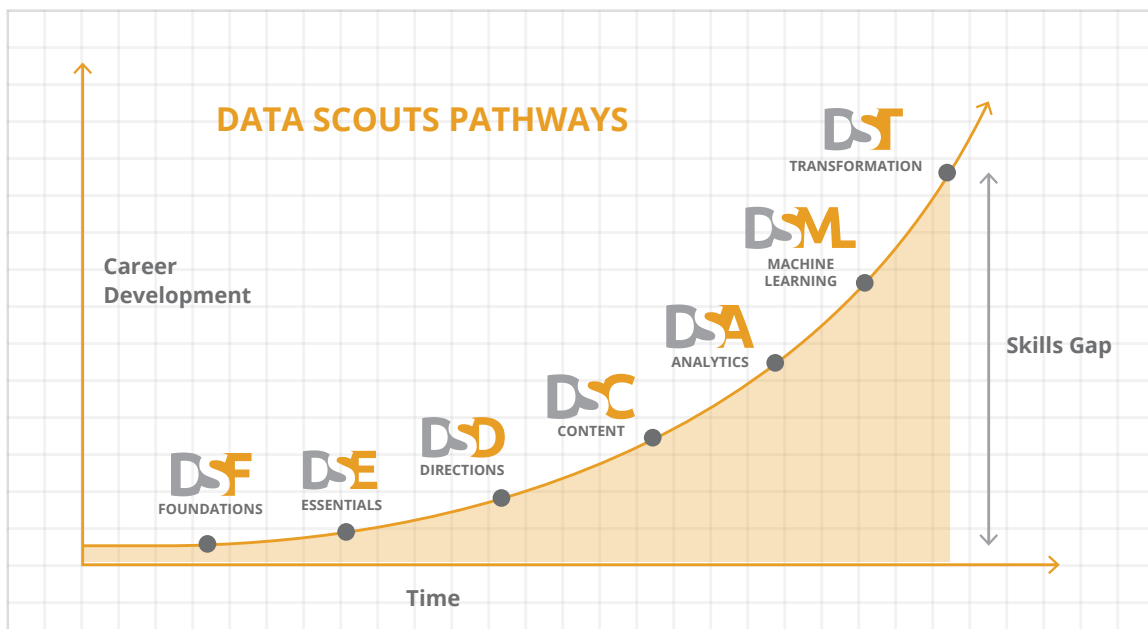 DATA SCOUTS PATHWAYS
DST
TRANSFORMATION
DSML
MACHINE
LEARNING
Career
Development
DSA
ANALYTICS
Skills Gap
DSC
CONTENT
DSD
DIRECTIONS
DSE
ESSENTIALS
DSF
FOUNDATIONS
Time